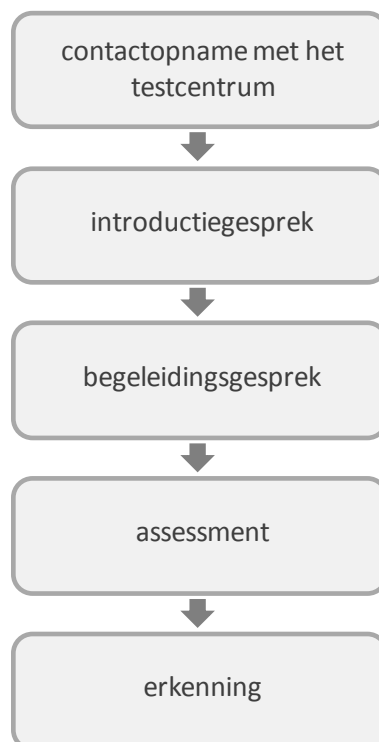 contactopname met het
testcentrum
introductiegesprek
begeleidingsgesprek
assessment
erkenning